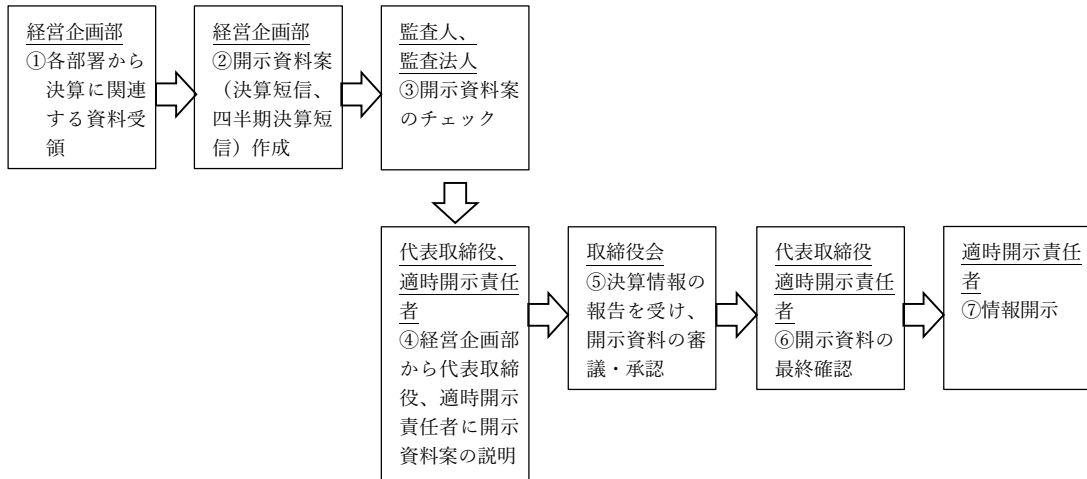 経営企画部
①各部署から
決算に関連
する資料受
領
経営企画部
②開示資料案
（決算短信、
四半期決算短
信）作成
監査人、
監査法人
③開示資料案
のチェック
代表取締役、
適時開示責任
者
④経営企画部
から代表取締
役、適時開示
責任者に開示
資料案の説明
取締役会
⑤決算情報の
報告を受け、
開示資料の審
議・承認
代表取締役
適時開示責任
者
⑥開示資料の
最終確認
適時開示責任
者
⑦情報開示